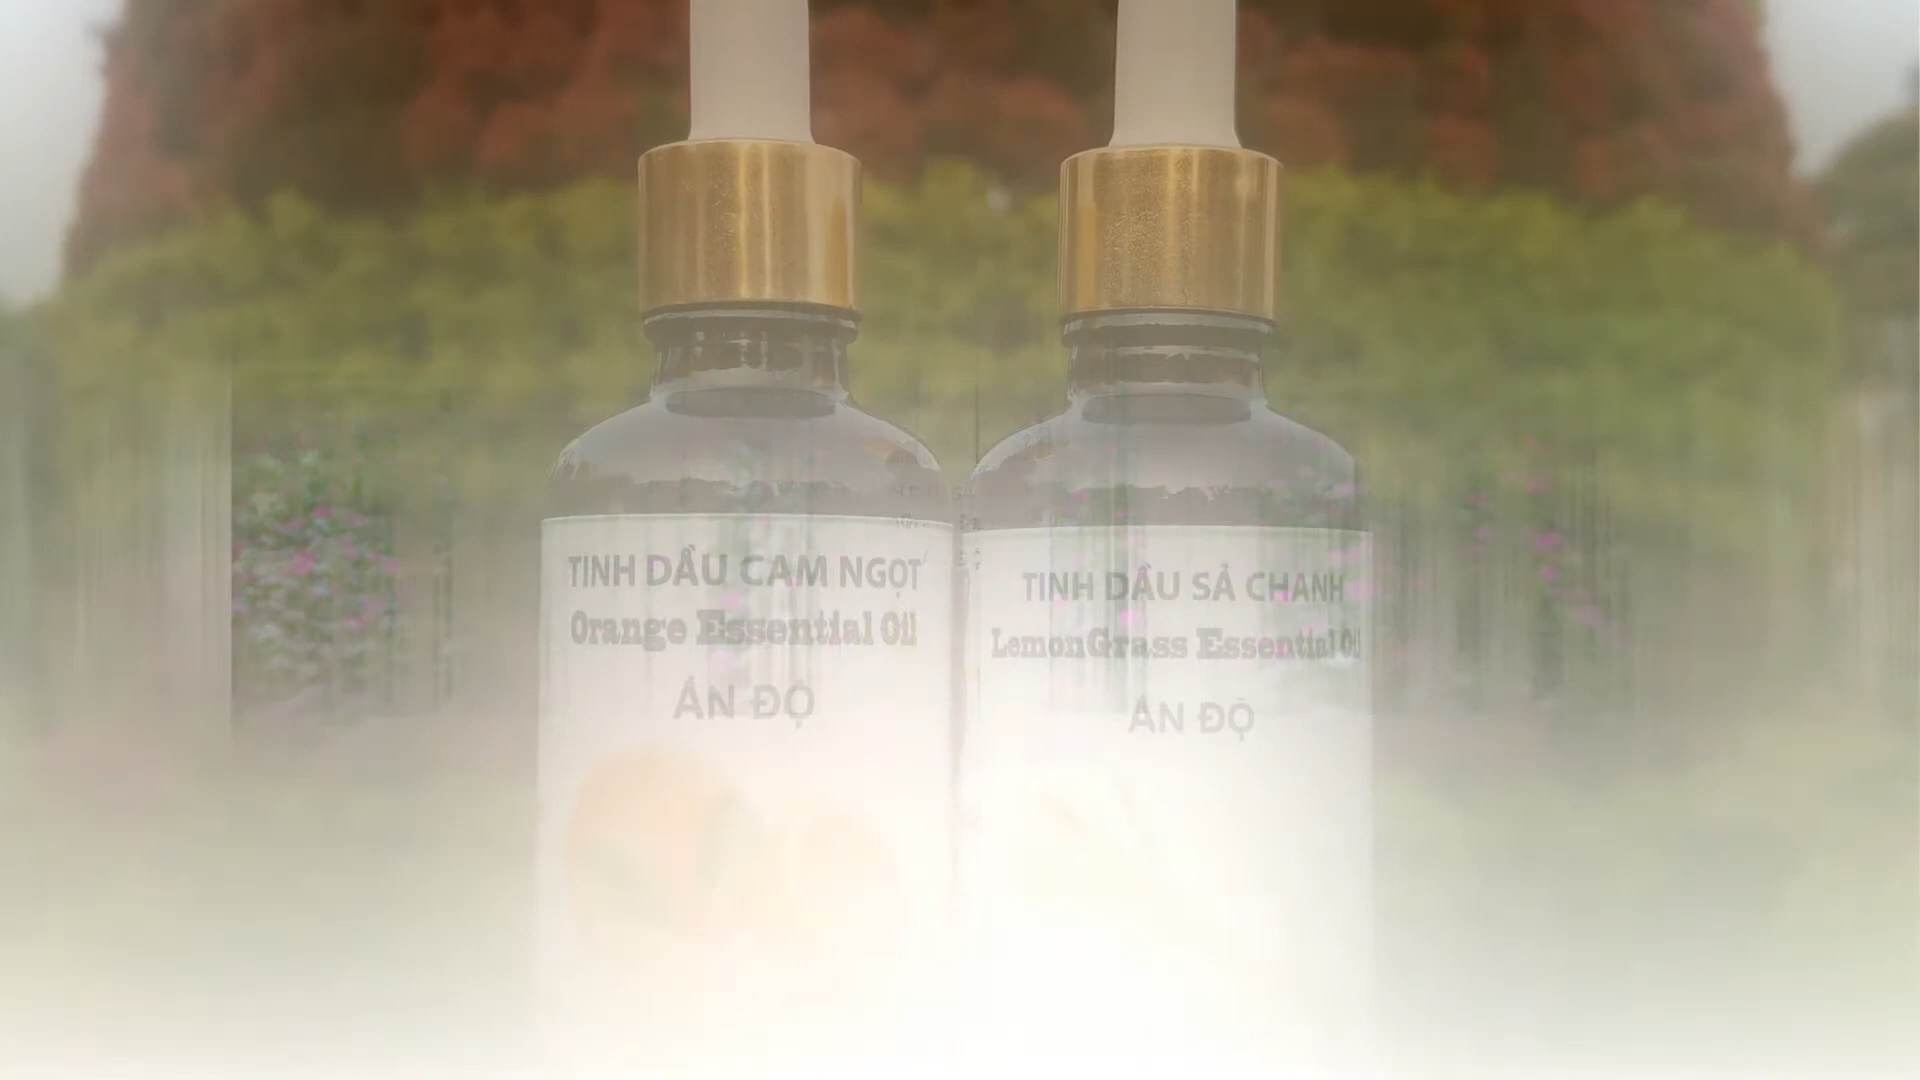 TINH DẦU CAM NGỌT
Orange Essential Oil
ẤN ĐỘ
TINH DẦU SẢ CHANH
LemonGrass Essential Oil
ẤN ĐỘ